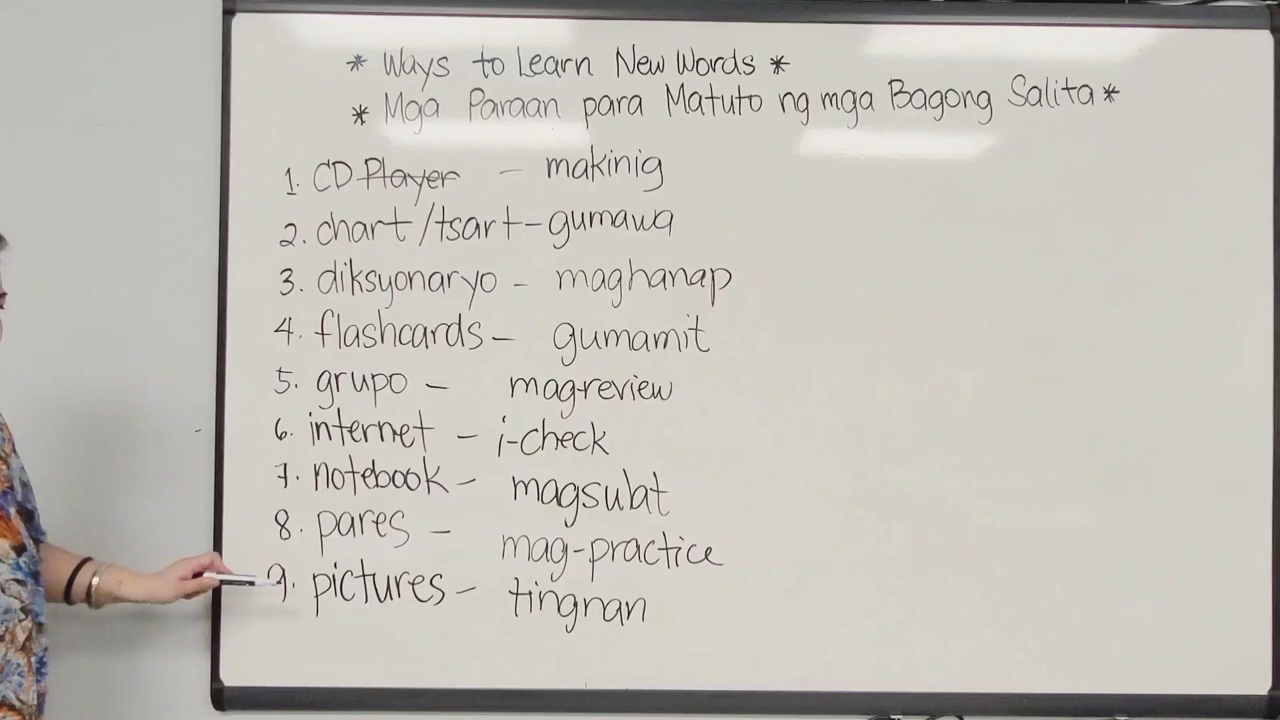 * Ways to Learn New Words *
* Mga Paraan para Matuto ng mga Bagong Salita *
1. CD Player - makinig
2. chart/tsart - gumawa
3. diksyonaryo - maghanap
4. flashcards - gumamit
5. grupo - mag-review
6. internet - i-check
7. notebook - magsulat
8. pares - mag-practice
9. pictures - tingnan